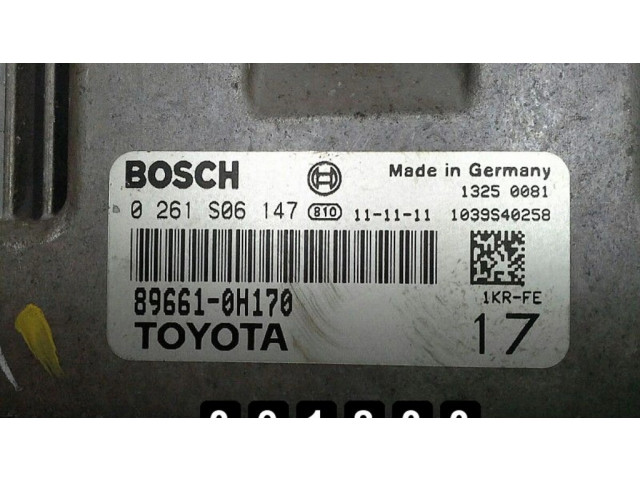 BOSCH
Made in Germany
1325 0081
0 261 S06 147 810 11-11-11 1039S40258
89661-0H170
1KR-FE
TOYOTA
17